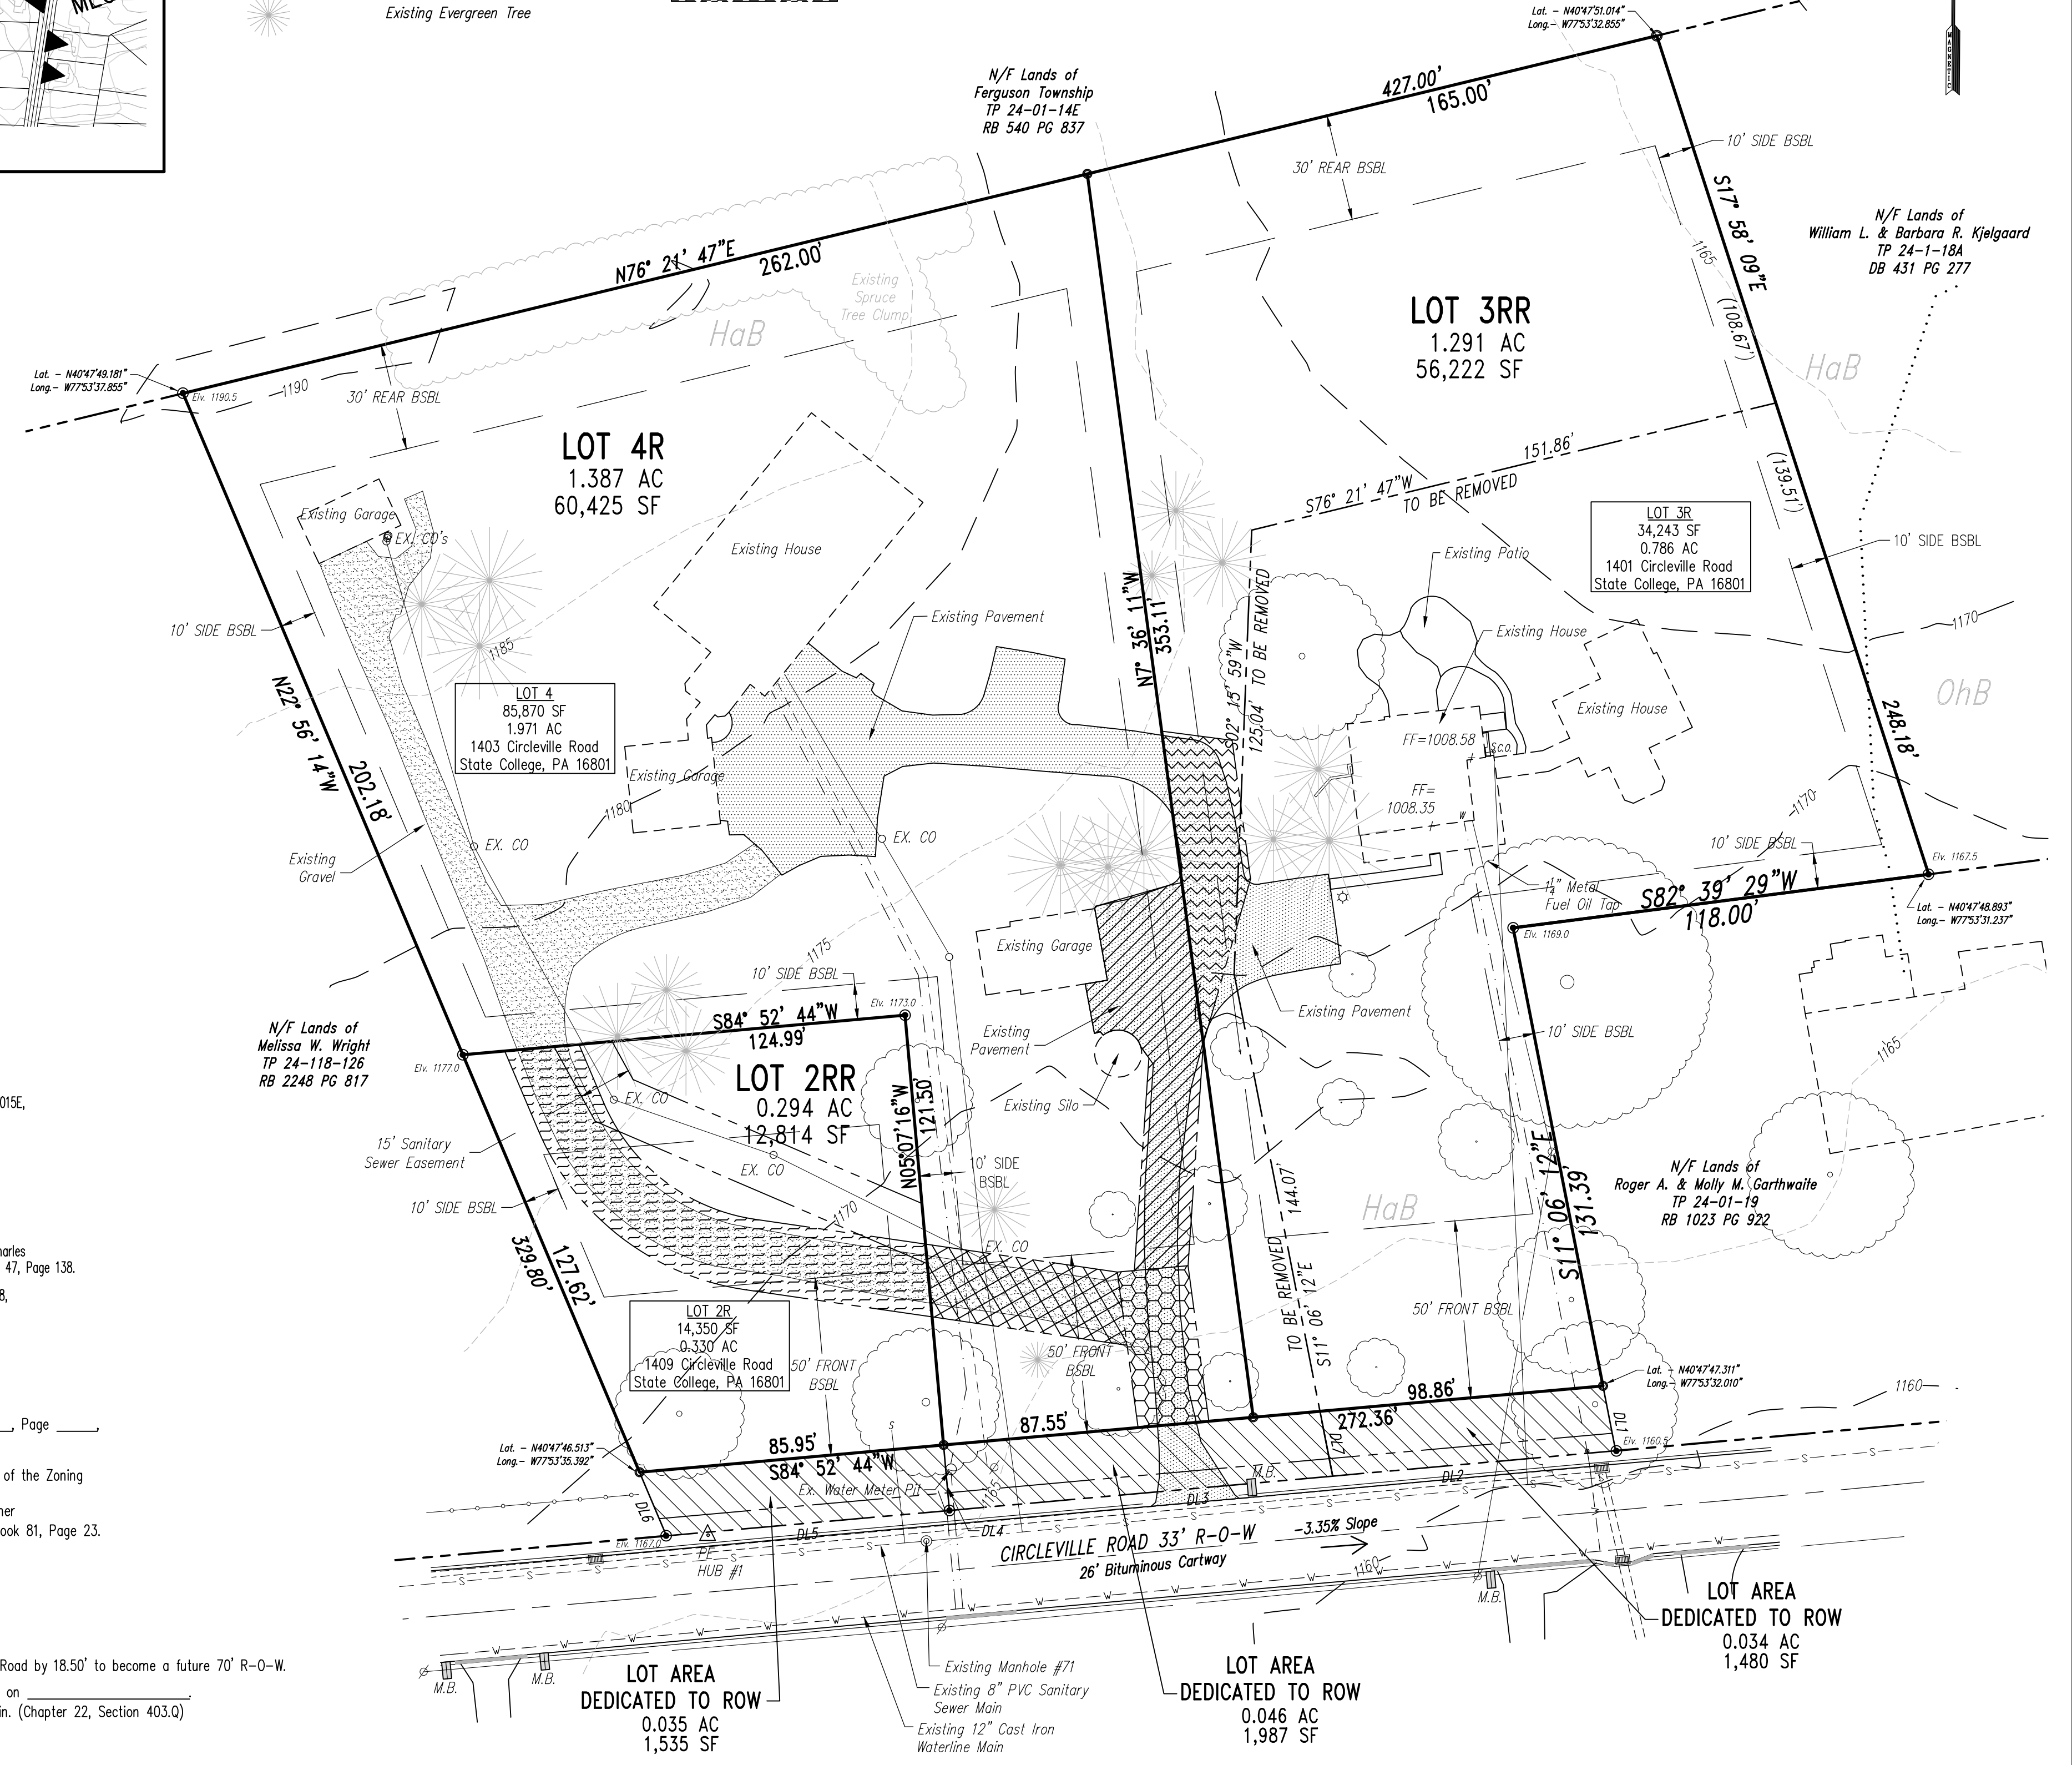 Existing Evergreen Tree
MAGNETIC
Lat. - N40°47'51.014"
Long.- W77°53'32.855"
N/F Lands of
Ferguson Township
TP 24-01-14E
RB 540 PG 837
427.00'
165.00'
30' REAR BSBL
10' SIDE BSBL
S17° 58' 09"E
1165
(108.67')
N/F Lands of
William L. & Barbara R. Kjelgaard
TP 24-1-18A
DB 431 PG 277
N76° 21' 47"E
262.00'
Existing
Spruce
Tree Clump
HaB
LOT 3RR
1.291 AC
56,222 SF
HaB
Lat. - N40°47'49.181"
Long.- W77°53'37.855"
Elv. 1190.5
1190
30' REAR BSBL
LOT 4R
1.387 AC
60,425 SF
151.86'
S76° 21' 47"W
TO BE REMOVED
(139.51')
LOT 3R
34,243 SF
0.786 AC
1401 Circleville Road
State College, PA 16801
10' SIDE BSBL
Existing Garage
EX. CO's
Existing House
Existing Patio
10' SIDE BSBL
Existing Pavement
Existing House
1170
1185
N7° 36' 11"W
353.11'
S02° 15' 59"W
125.04' TO BE REMOVED
OhB
LOT 4
85,870 SF
1.971 AC
1403 Circleville Road
State College, PA 16801
N22° 56' 14"W
202.18'
Existing House
FF=1008.58
S.C.O.
248.18'
Existing Garage
FF=
1008.35
W
1180
1170
EX. CO
EX. CO
Existing
Gravel
10' SIDE BSBL
Elv. 1167.5
1¼" Metal
Fuel Oil Tap
S82° 39' 29"W
118.00'
Lat. - N40°47'48.893"
Long.- W77°53'31.237"
Elv. 1169.0
Existing Garage
1175
10' SIDE BSBL
Elv. 1173.0
Existing Pavement
S84° 52' 44"W
124.99'
Existing
Pavement
10' SIDE BSBL
1165
N/F Lands of
Melissa W. Wright
TP 24-118-126
RB 2248 PG 817
Elv. 1177.0
LOT 2RR
0.294 AC
12,814 SF
EX. CO
N05°07'16"W
121.50'
Existing Silo
015E,
15' Sanitary
Sewer Easement
EX. CO
10' SIDE
BSBL
10' SIDE BSBL
1170
144.07'
TO BE REMOVED
S11° 06' 12"E
HaB
S11° 06' 12"E
131.39'
N/F Lands of
Roger A. & Molly M. Garthwaite
TP 24-01-19
RB 1023 PG 922
329.80'
127.62'
EX. CO
harles
47, Page 138.
8,
LOT 2R
14,350 SF
0.330 AC
1409 Circleville Road
State College, PA 16801
50' FRONT
BSBL
50' FRONT
BSBL
50' FRONT BSBL
Lat. - N40°47'47.311"
Long.- W77°53'32.010"
1160
98.86'
272.36'
87.55'
85.95'
S84° 52' 44"W
DL1
Elv. 1160.5
DL7
, Page ,
Lat. - N40°47'46.513"
Long.- W77°53'35.392"
S
Ex. Water Meter Pit
1165
M.B.
DL2
DL3
DL4
DL5
DL6
Elv. 1167.0
PE
HUB #1
of the Zoning
her
ook 81, Page 23.
CIRCLEVILLE ROAD 33' R-O-W
26' Bituminous Cartway
-3.35% Slope
1160
M.B.
LOT AREA
DEDICATED TO ROW
0.034 AC
1,480 SF
M.B.
M.B.
LOT AREA
DEDICATED TO ROW
0.035 AC
1,535 SF
Existing Manhole #71
Existing 8" PVC Sanitary
Sewer Main
Existing 12" Cast Iron
Waterline Main
LOT AREA
DEDICATED TO ROW
0.046 AC
1,987 SF
Road by 18.50' to become a future 70' R-O-W.
on
in. (Chapter 22, Section 403.Q)